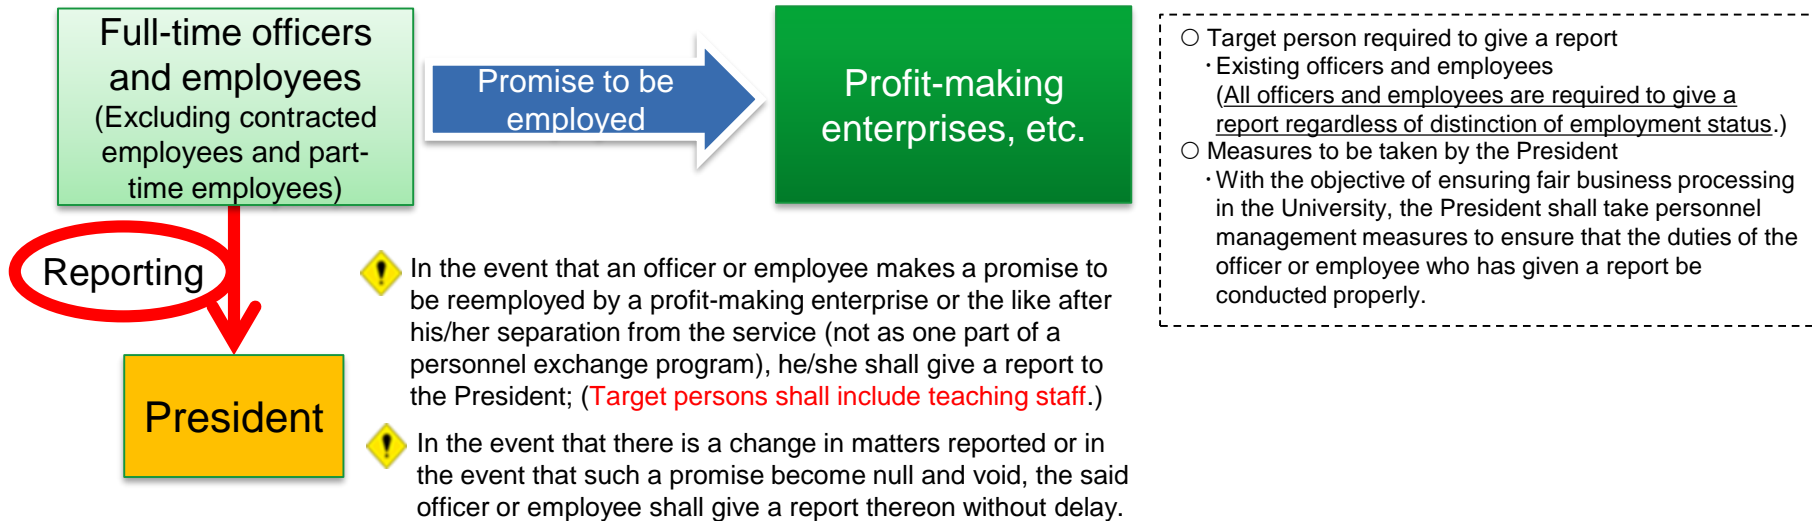 Full-time officers
and employees
(Excluding contracted
employees and part-
time employees)
Promise to be
employed
Profit-making
enterprises, etc.
○ Target person required to give a report
・Existing officers and employees
(All officers and employees are required to give a
report regardless of distinction of employment status.)
○ Measures to be taken by the President
・With the objective of ensuring fair business processing
in the University, the President shall take personnel
management measures to ensure that the duties of the
officer or employee who has given a report be
conducted properly.
Reporting
President
In the event that an officer or employee makes a promise to
be reemployed by a profit-making enterprise or the like after
his/her separation from the service (not as one part of a
personnel exchange program), he/she shall give a report to
the President; (Target persons shall include teaching staff.)
In the event that there is a change in matters reported or in
the event that such a promise become null and void, the said
officer or employee shall give a report thereon without delay.